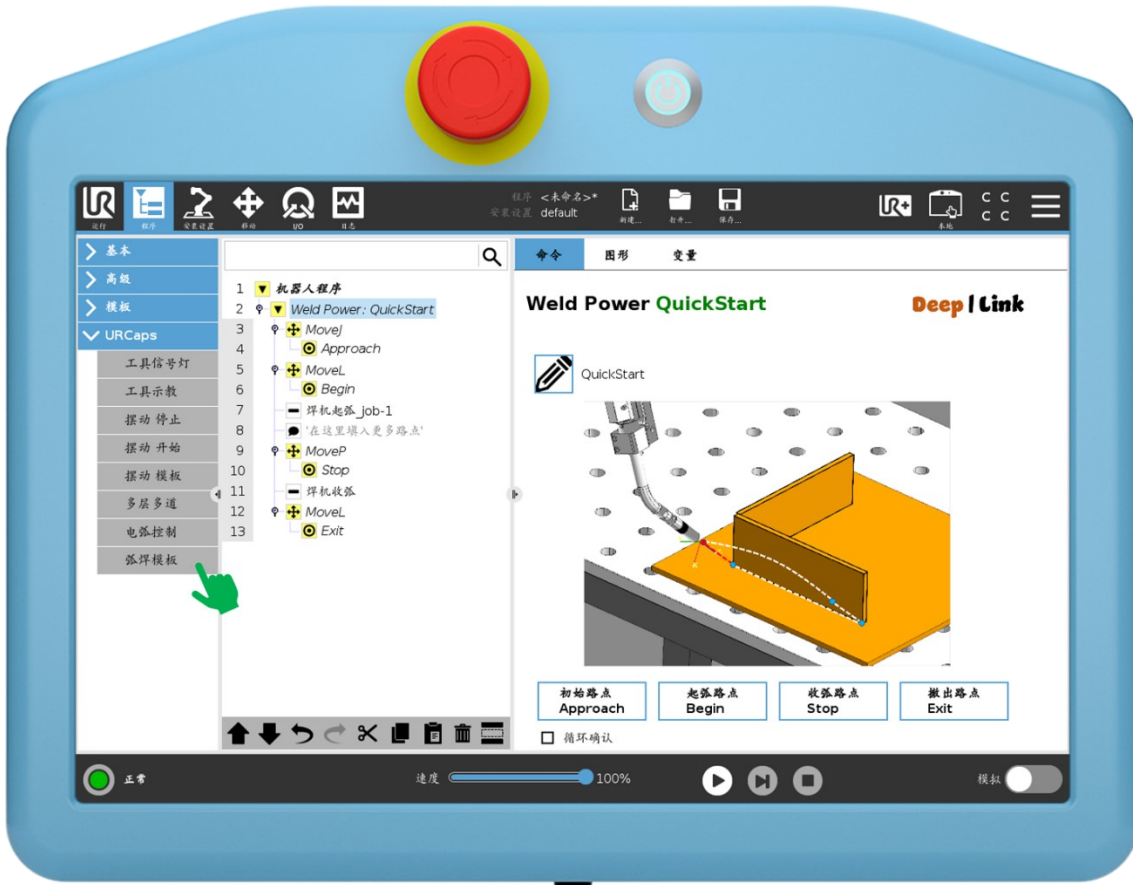 UR
运行
程序
安装设置
移动
I/O
日志
程序 <未命名>*
安装设置 default
新建...
打开...
保存...
UR+
本地
C C
C C
基本
高级
模板
URCaps
工具信号灯
工具示教
摆动 停止
摆动 开始
摆动 模板
多层多道
电弧控制
弧焊模板
1 机器人程序
2 Weld Power: QuickStart
3 MoveJ
4 Approach
5 MoveL
6 Begin
7 焊机起弧_job-1
8 '在这里填入更多路点'
9 MoveP
10 Stop
11 焊机收弧
12 MoveL
13 Exit
命令 图形 变量
Weld Power QuickStart
Deep / Link
QuickStart
初始路点
Approach
起弧路点
Begin
收弧路点
Stop
撤出路点
Exit
循环确认
正常
速度 100%
模拟